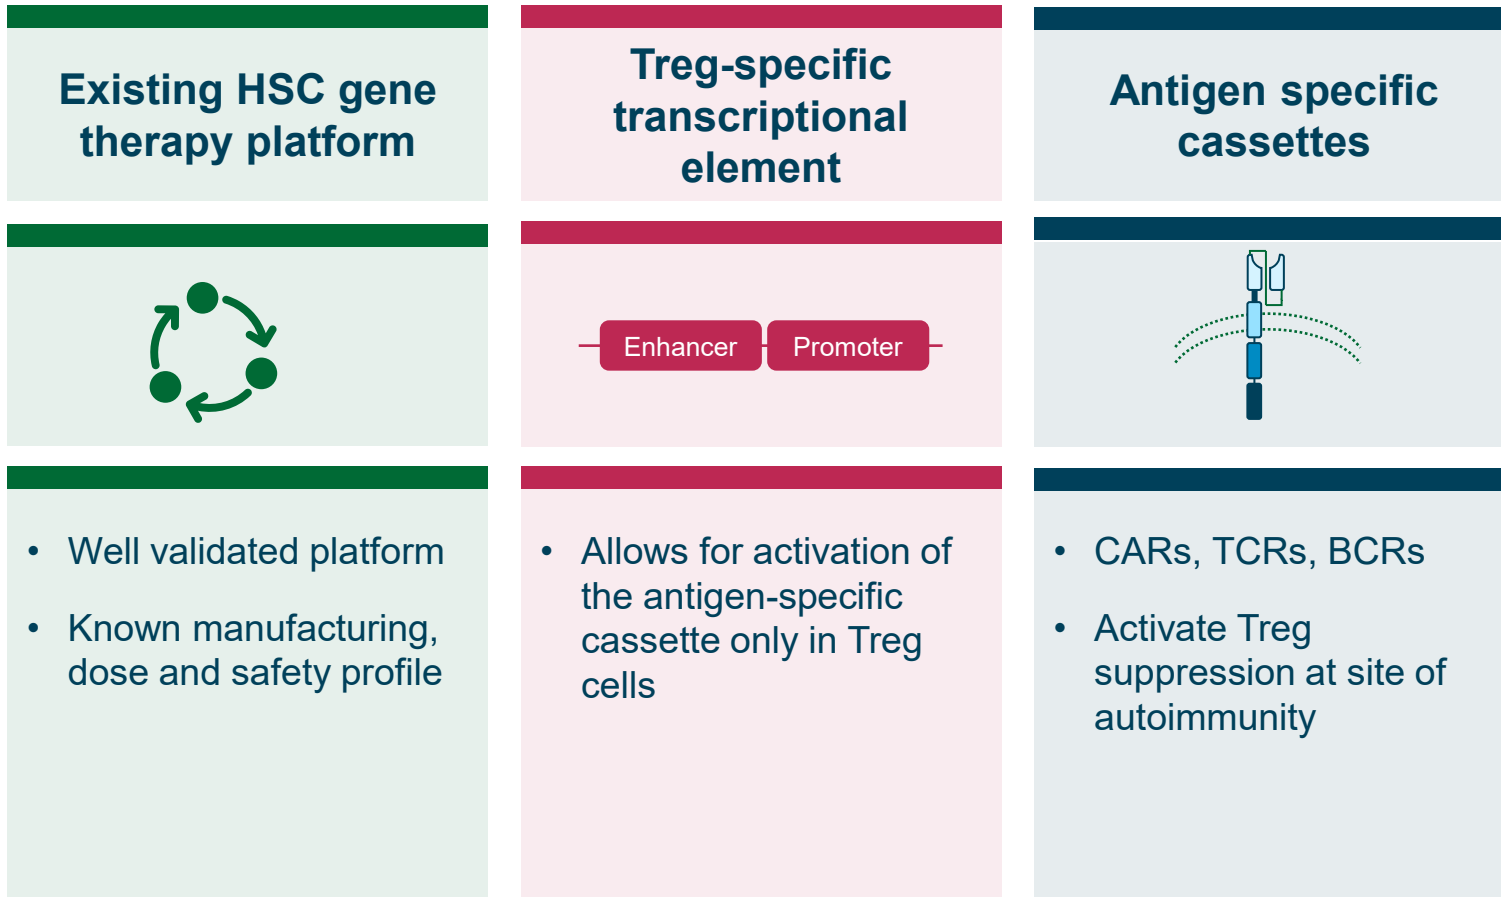 Existing HSC gene
therapy platform
Treg-specific
transcriptional
element
Antigen specific
cassettes
Enhancer
Promoter
• Well validated platform
• Known manufacturing,
dose and safety profile
• Allows for activation of
the antigen-specific
cassette only in Treg
cells
• CARs, TCRs, BCRs
• Activate Treg
suppression at site of
autoimmunity